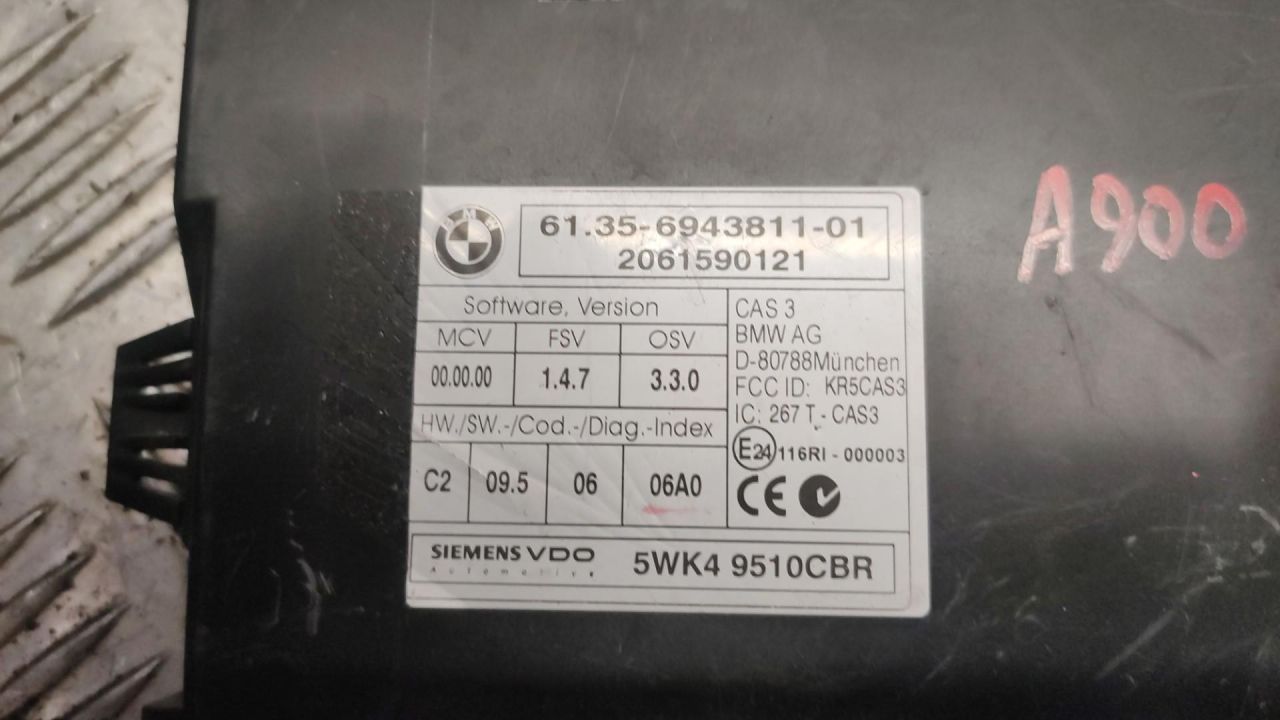 A900
BMW
61.35-6943811-01
2061590121
Software, Version
MCV FSV OSV
00.00.00 1.4.7 3.3.0
HW./SW.-/Cod.-/Diag.-Index
C2 09.5 06 06A0
CAS 3
BMW AG
D-80788München
FCC ID: KR5CAS3
IC: 267 T - CAS3
E24 116RI - 000003
CE
SIEMENS VDO
Automotive
5WK4 9510CBR